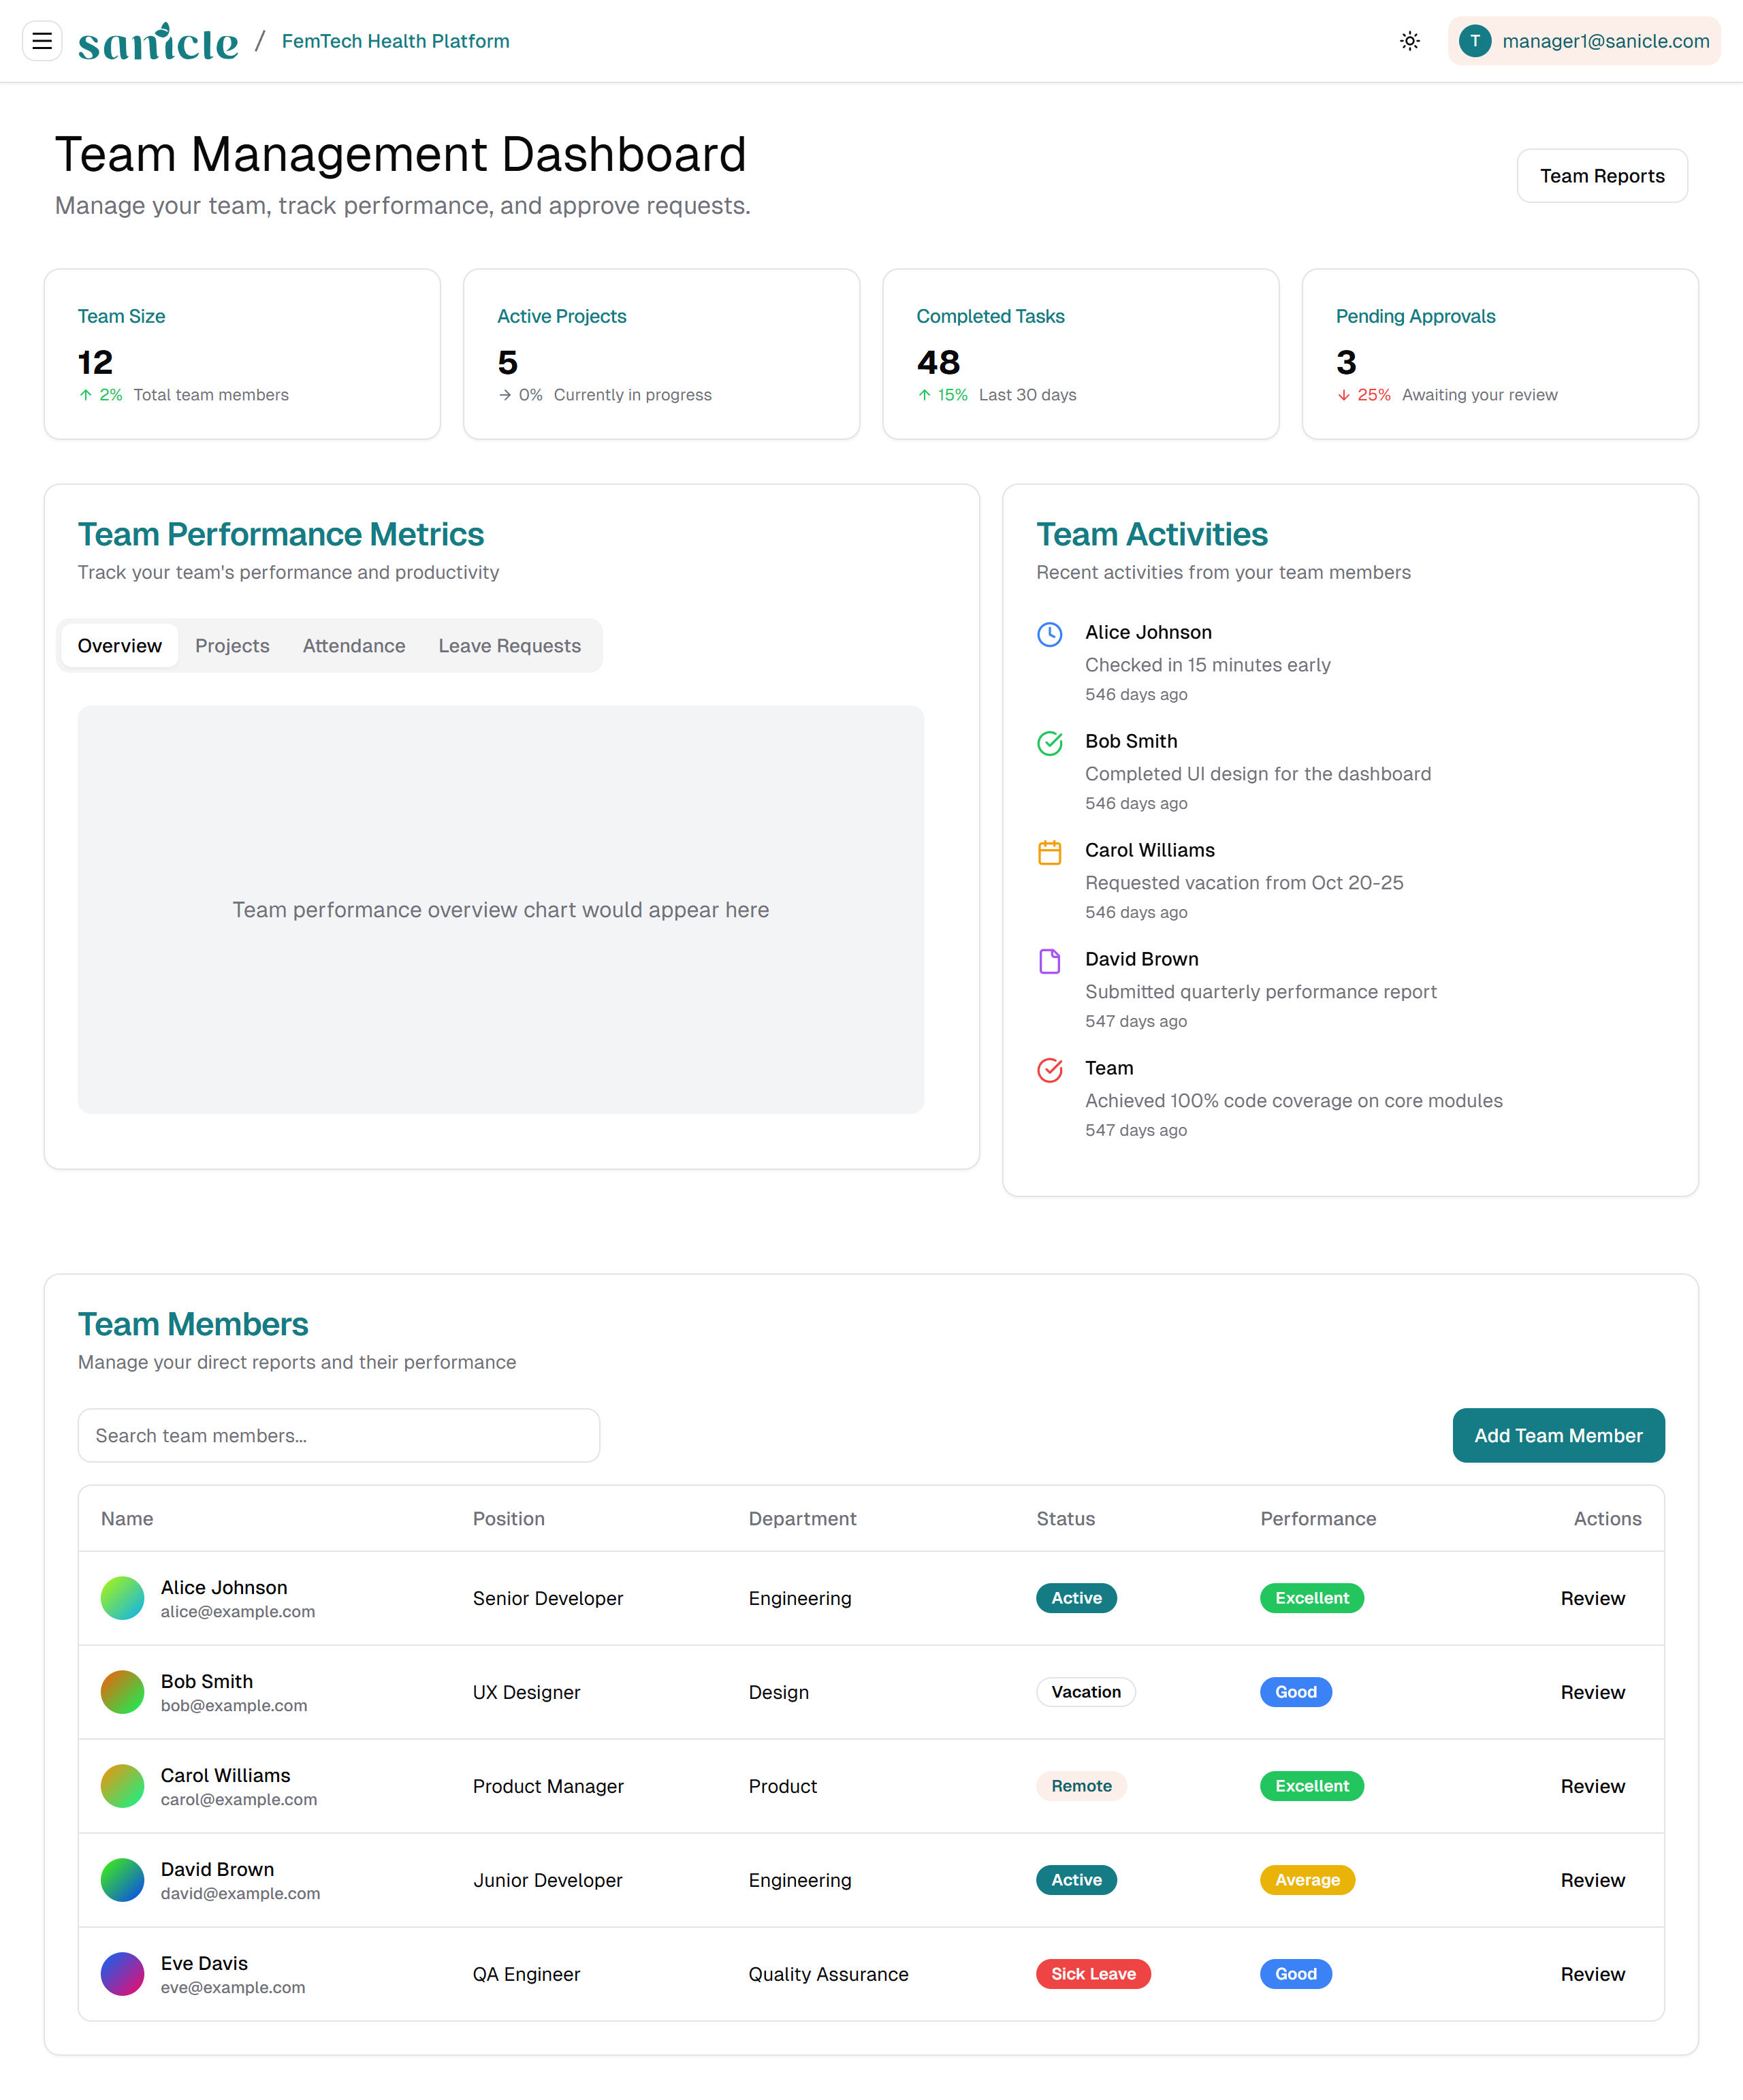 sanicle / FemTech Health Platform
T manager1@sanicle.com
Team Management Dashboard
Manage your team, track performance, and approve requests.
Team Reports
Team Size
12
↑ 2% Total team members
Active Projects
5
→ 0% Currently in progress
Completed Tasks
48
↑ 15% Last 30 days
Pending Approvals
3
↓ 25% Awaiting your review
Team Performance Metrics
Track your team's performance and productivity
Overview Projects Attendance Leave Requests
Team performance overview chart would appear here
Team Activities
Recent activities from your team members
Alice Johnson
Checked in 15 minutes early
546 days ago
Bob Smith
Completed UI design for the dashboard
546 days ago
Carol Williams
Requested vacation from Oct 20-25
546 days ago
David Brown
Submitted quarterly performance report
547 days ago
Team
Achieved 100% code coverage on core modules
547 days ago
Team Members
Manage your direct reports and their performance
Search team members...
Add Team Member
Name Position Department Status Performance Actions
Alice Johnson
alice@example.com
Senior Developer Engineering Active Excellent Review
Bob Smith
bob@example.com
UX Designer Design Vacation Good Review
Carol Williams
carol@example.com
Product Manager Product Remote Excellent Review
David Brown
david@example.com
Junior Developer Engineering Active Average Review
Eve Davis
eve@example.com
QA Engineer Quality Assurance Sick Leave Good Review